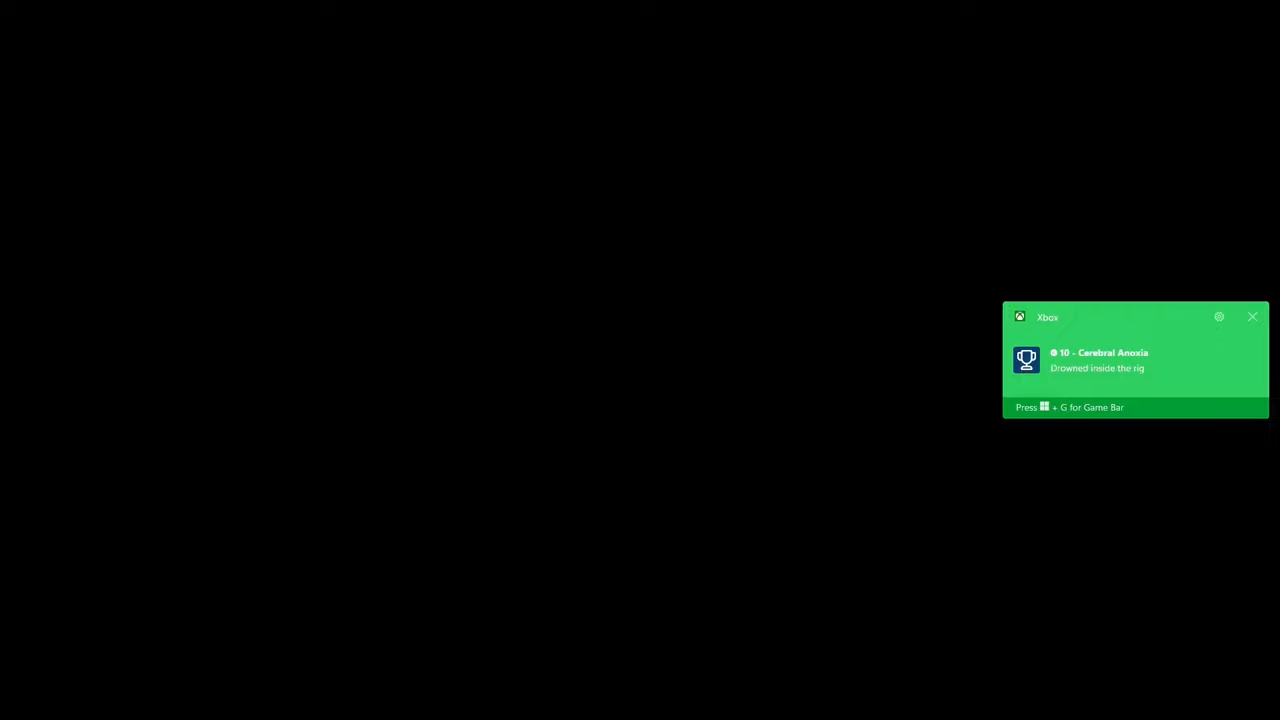 Xbox
10 - Cerebral Anoxia
Drowned inside the rig
Press + G for Game Bar